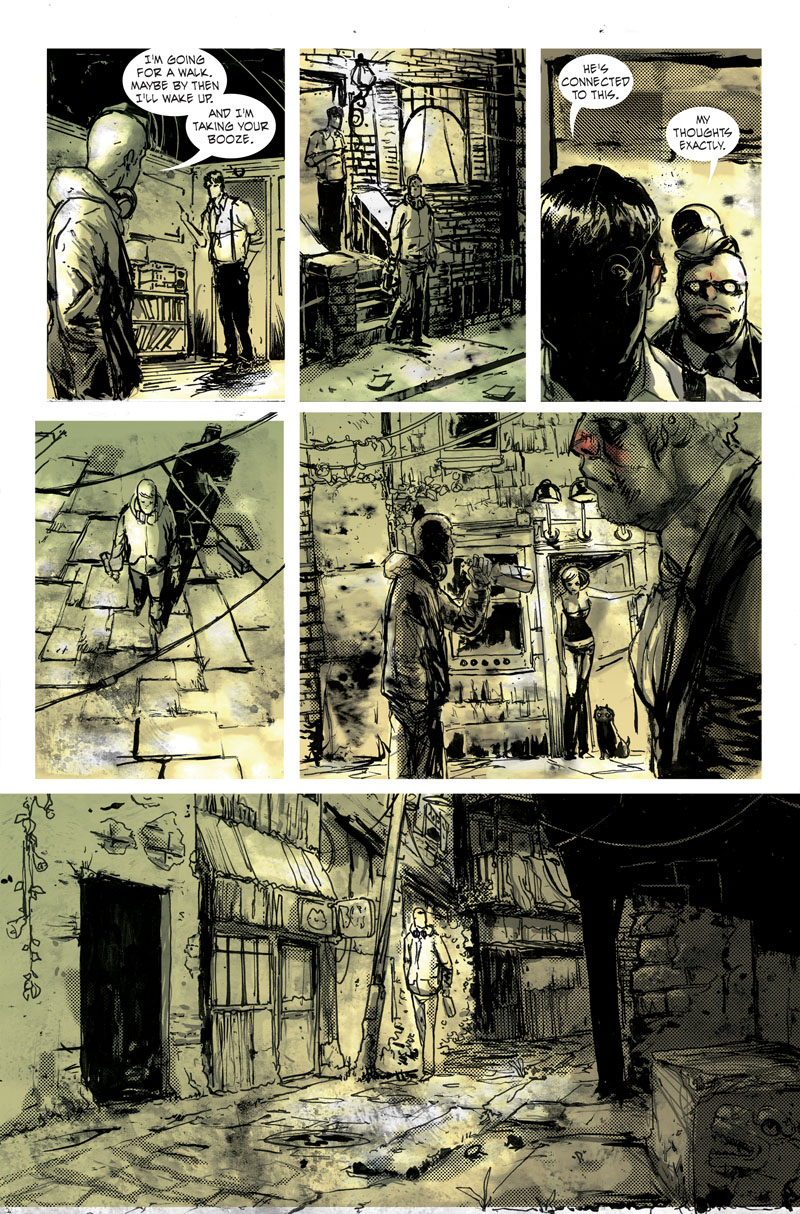 I'M GOING
FOR A WALK.
MAYBE BY THEN
I'LL WAKE UP.
AND I'M
TAKING YOUR
BOOZE.
HE'S
CONNECTED
TO THIS.
MY
THOUGHTS
EXACTLY.